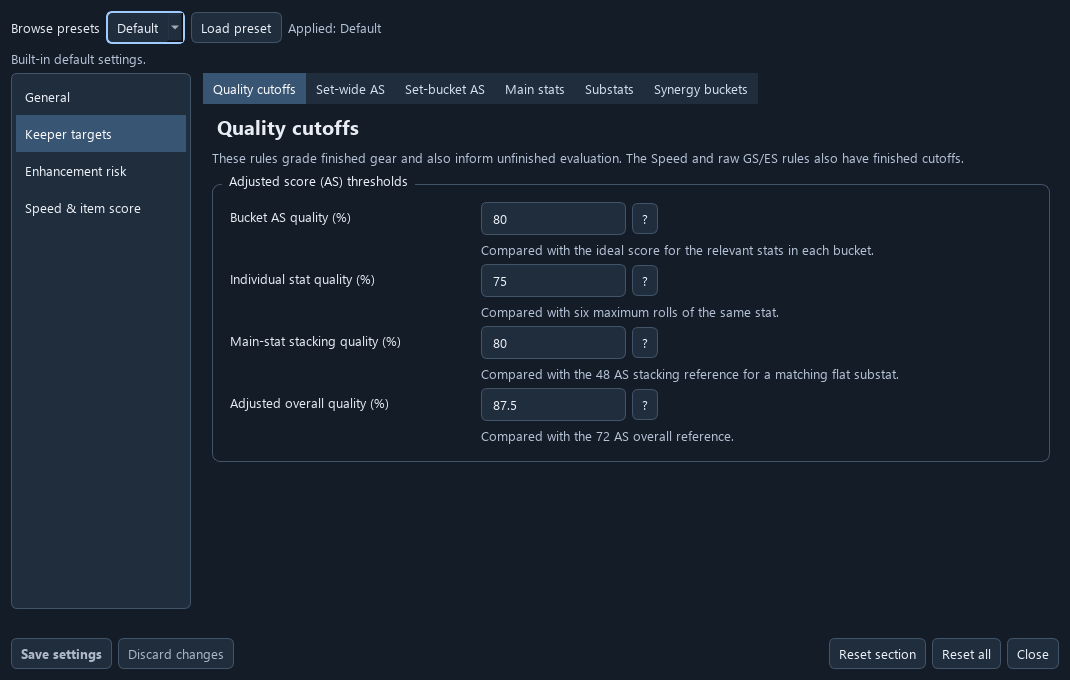 Browse presets Default Load preset Applied: Default
Built-in default settings.
General
Keeper targets
Enhancement risk
Speed & item score
Quality cutoffs Set-wide AS Set-bucket AS Main stats Substats Synergy buckets
Quality cutoffs
These rules grade finished gear and also inform unfinished evaluation. The Speed and raw GS/ES rules also have finished cutoffs.
Adjusted score (AS) thresholds
Bucket AS quality (%) 80 ?
Compared with the ideal score for the relevant stats in each bucket.
Individual stat quality (%) 75 ?
Compared with six maximum rolls of the same stat.
Main-stat stacking quality (%) 80 ?
Compared with the 48 AS stacking reference for a matching flat substat.
Adjusted overall quality (%) 87.5 ?
Compared with the 72 AS overall reference.
Save settings Discard changes Reset section Reset all Close